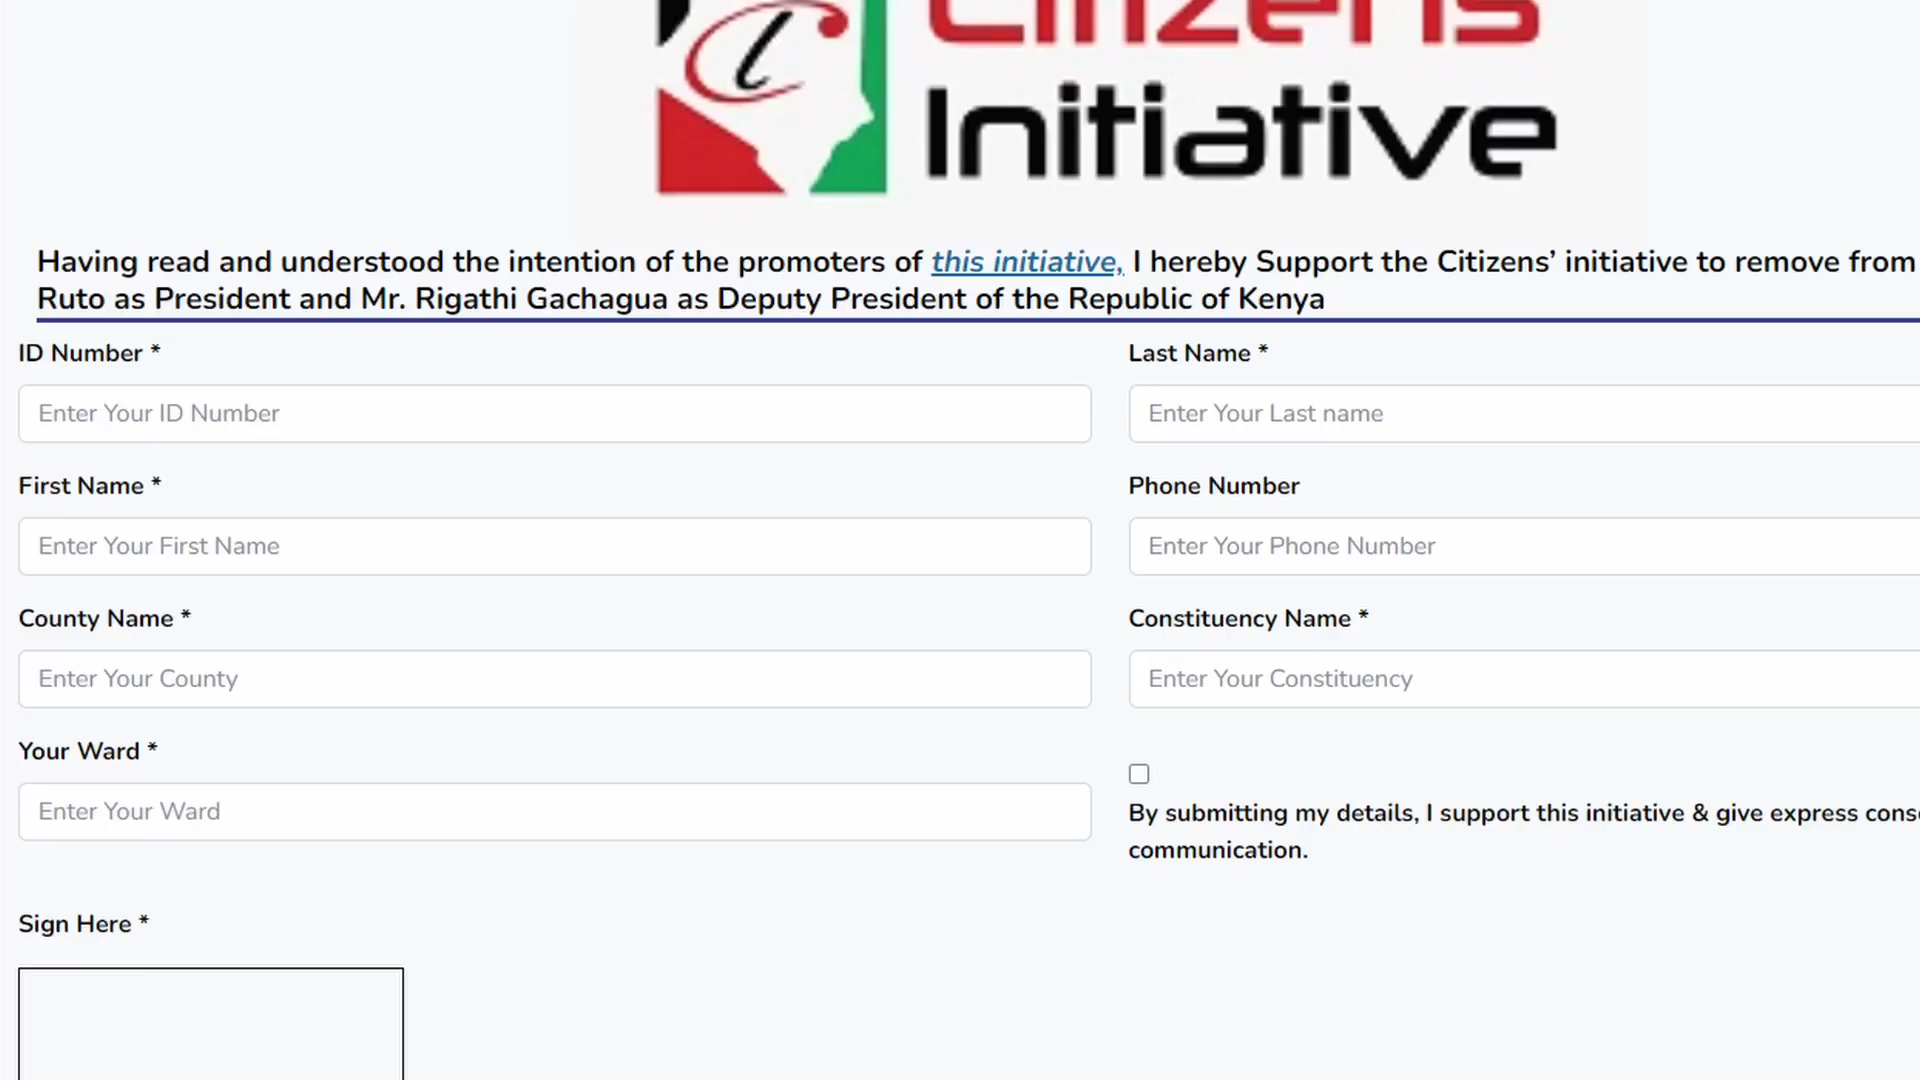 Citizens
Initiative
Having read and understood the intention of the promoters of this initiative, I hereby Support the Citizens’ initiative to remove from
Ruto as President and Mr. Rigathi Gachagua as Deputy President of the Republic of Kenya
ID Number *
Last Name *
Enter Your ID Number
Enter Your Last name
First Name *
Phone Number
Enter Your First Name
Enter Your Phone Number
County Name *
Constituency Name *
Enter Your County
Enter Your Constituency
Your Ward *
Enter Your Ward
By submitting my details, I support this initiative & give express
communication.
Sign Here *